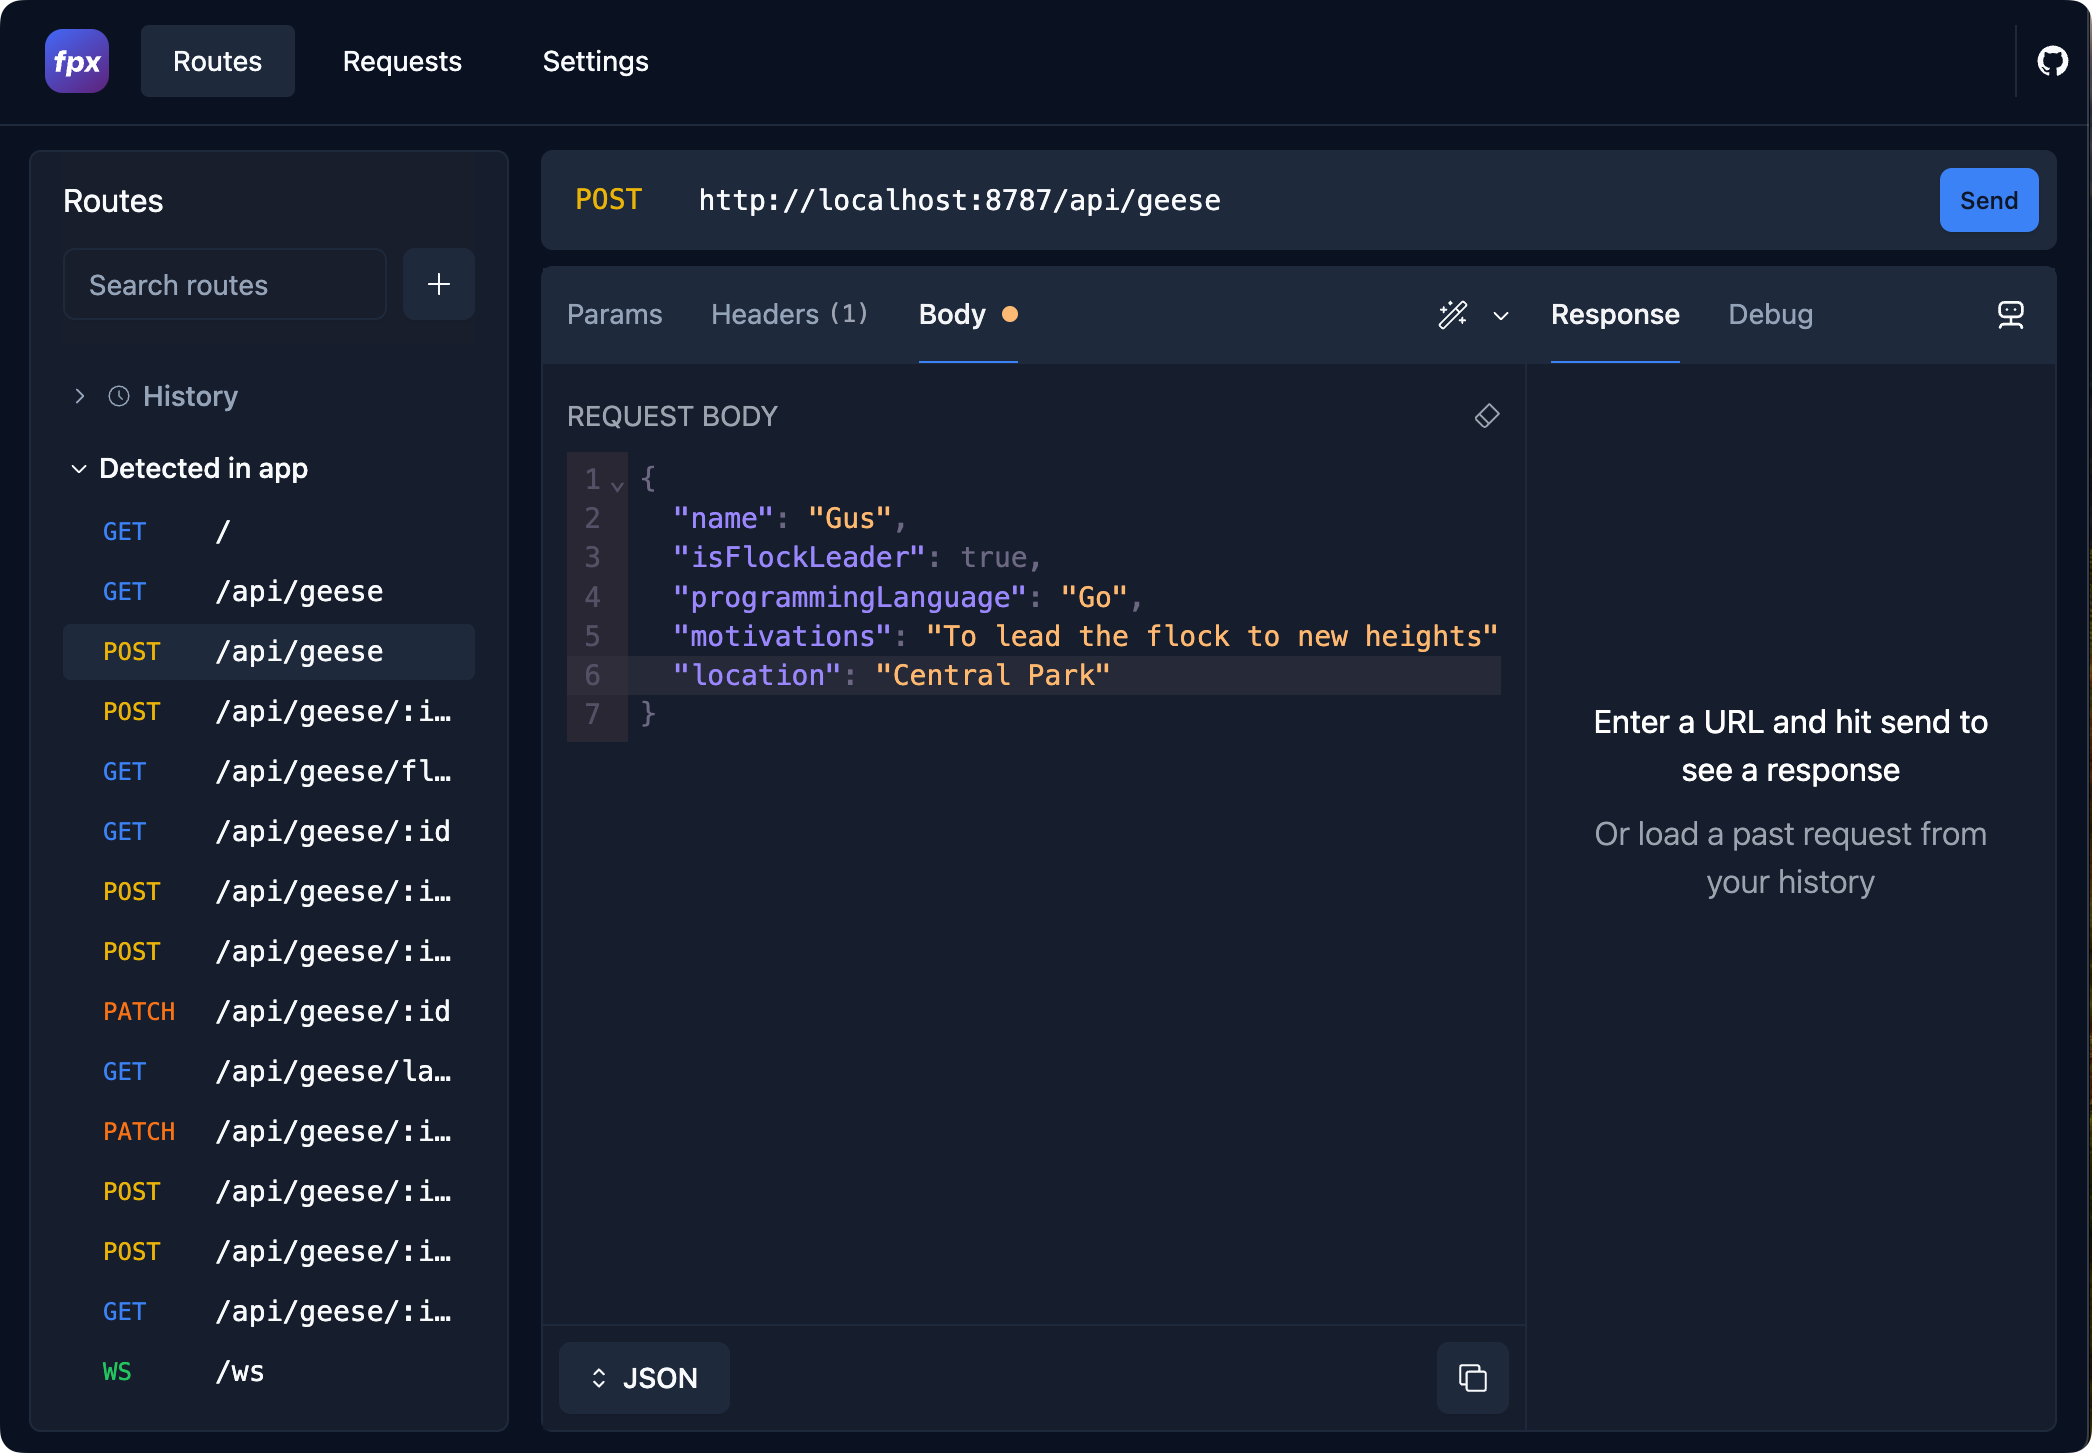 fpx
Routes
Requests
Settings
Routes
Search routes
History
Detected in app
GET /
GET /api/geese
POST /api/geese
POST /api/geese/:i…
GET /api/geese/fl…
GET /api/geese/:id
POST /api/geese/:i…
POST /api/geese/:i…
PATCH /api/geese/:id
GET /api/geese/la…
PATCH /api/geese/:i…
POST /api/geese/:i…
POST /api/geese/:i…
GET /api/geese/:i…
WS /ws
POST http://localhost:8787/api/geese
Send
Params
Headers (1)
Body
REQUEST BODY
1 {
2 "name": "Gus",
3 "isFlockLeader": true,
4 "programmingLanguage": "Go",
5 "motivations": "To lead the flock to new heights"
6 "location": "Central Park"
7 }
JSON
Response
Debug
Enter a URL and hit send to
see a response
Or load a past request from
your history